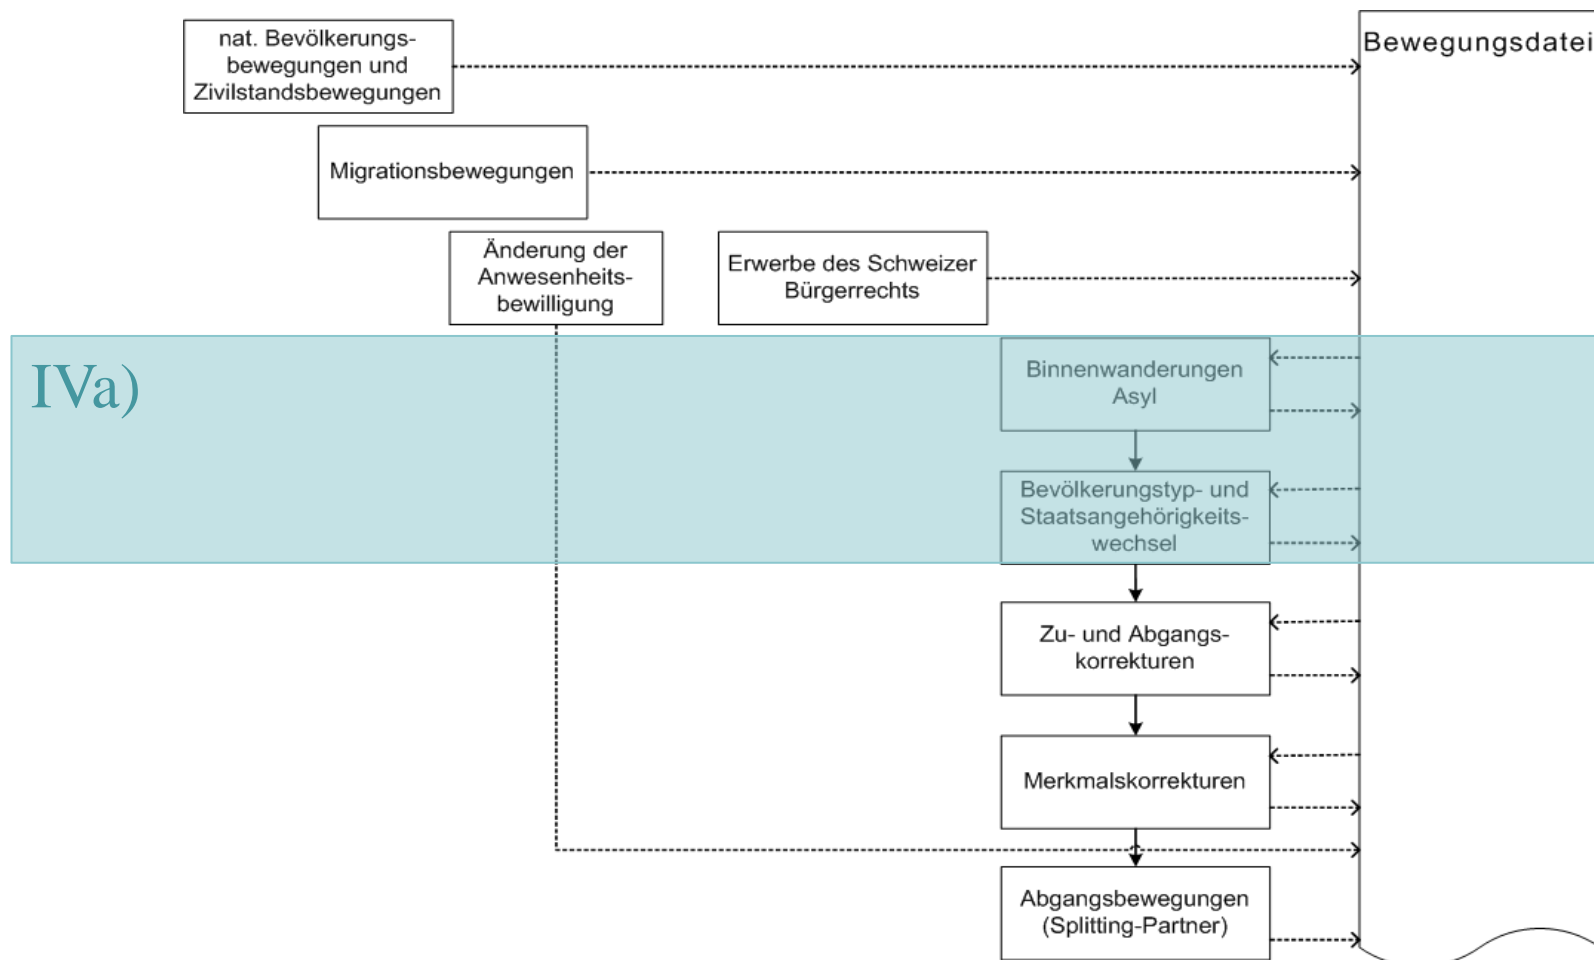 nat. Bevölkerungs-
bewegungen und
Zivilstandsbewegungen
Bewegungsdatei
Migrationsbewegungen
Änderung der
Anwesenheits-
bewilligung
Erwerbe des Schweizer
Bürgerrechts
IVa)
Binnenwanderungen
Asyl
Bevölkerungstyp- und
Staatsangehörigkeits-
wechsel
Zu- und Abgangs-
korrekturen
Merkmalskorrekturen
Abgangsbewegungen
(Splitting-Partner)